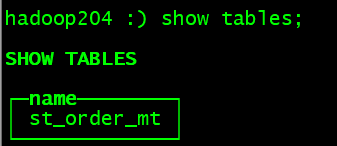 hadoop204 :) show tables;
SHOW TABLES
name
st_order_mt